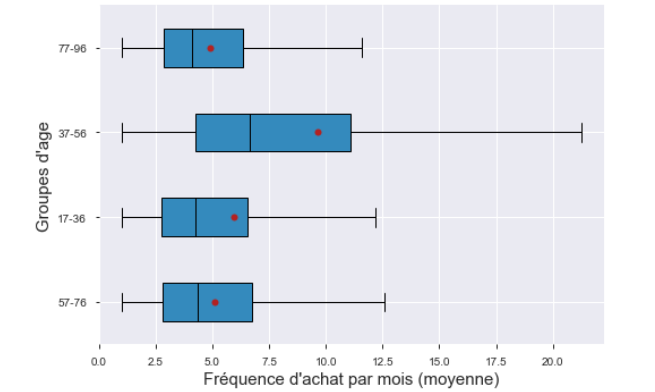 77-96
37-56
17-36
57-76
Groupes d'age
0.0 2.5 5.0 7.5 10.0 12.5 15.0 17.5 20.0
Fréquence d'achat par mois (moyenne)